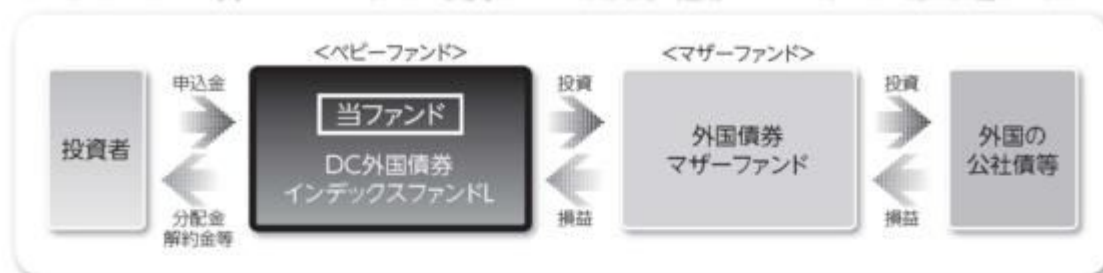 <ベビーファンド>
<マザーファンド>
申込金
投資
投資
当ファンド
投資者
DC外国債券
インデックスファンドL
外国債券
マザーファンド
外国の
公社債等
分配金
解約金等
損益
損益